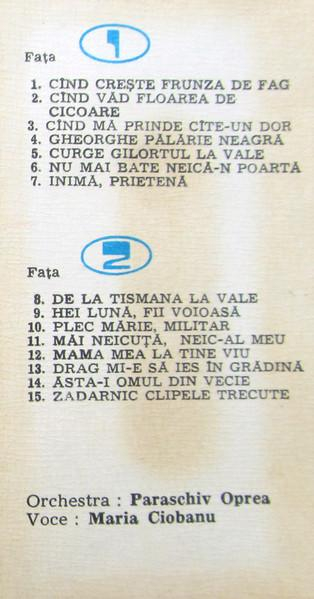 Fața 1
1. CÎND CREȘTE FRUNZA DE FAG
2. CÎND VĂD FLOAREA DE
CICOARE
3. CÎND MĂ PRINDE CÎTE-UN DOR
4. GHEORGHE PĂLĂRIE NEAGRĂ
5. CURGE GILORTUL LA VALE
6. NU MAI BATE NEICĂ-N POARTĂ
7. INIMĂ, PRIETENĂ
Fața 2
8. DE LA TISMANA LA VALE
9. HEI LUNĂ, FII VOIOASĂ
10. PLEC MĂRIE, MILITAR
11. MĂI NEICUȚĂ, NEIC-AL MEU
12. MAMA MEA LA TINE VIU
13. DRAG MI-E SĂ IES ÎN GRĂDINĂ
14. ĂSTA-I OMUL DIN VECIE
15. ZADARNIC CLIPELE TRECUTE
Orchestra : Paraschiv Oprea
Voce : Maria Ciobanu